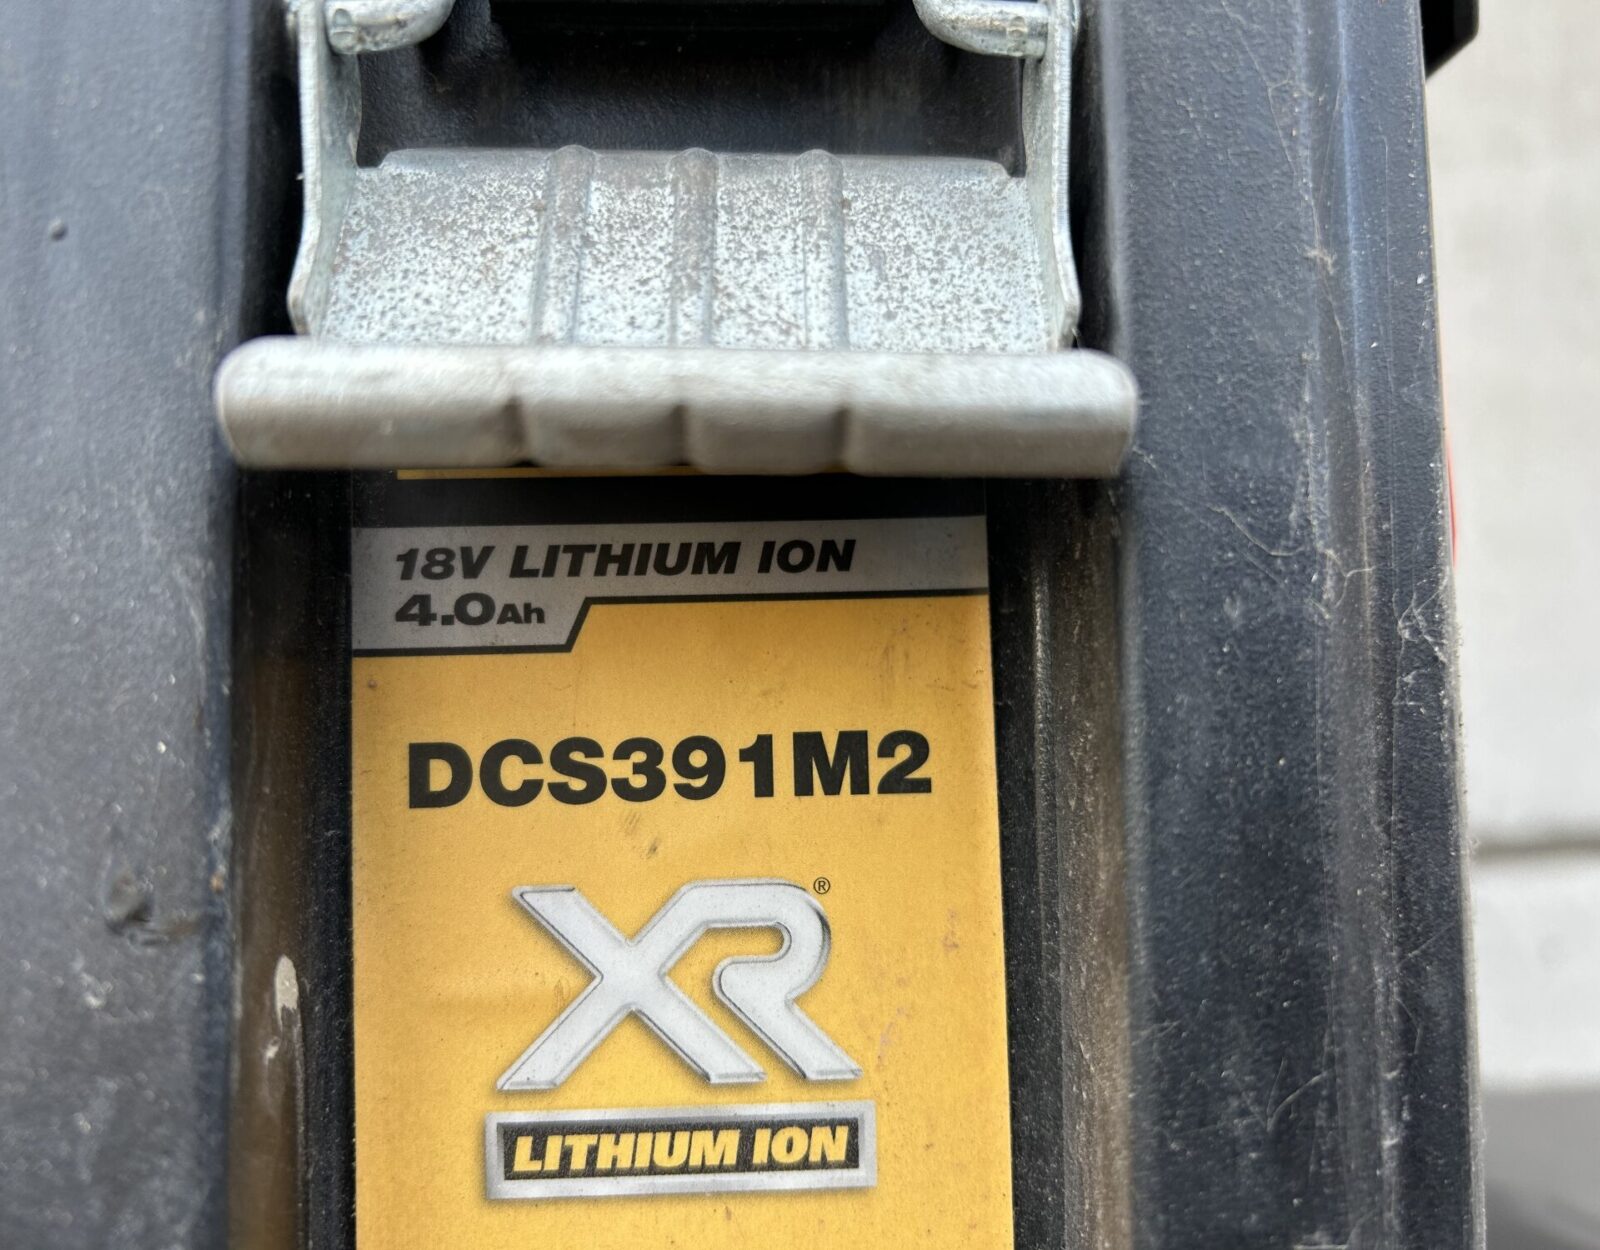 18V LITHIUM ION
4.0Ah
DCS391M2
XR®
LITHIUM ION